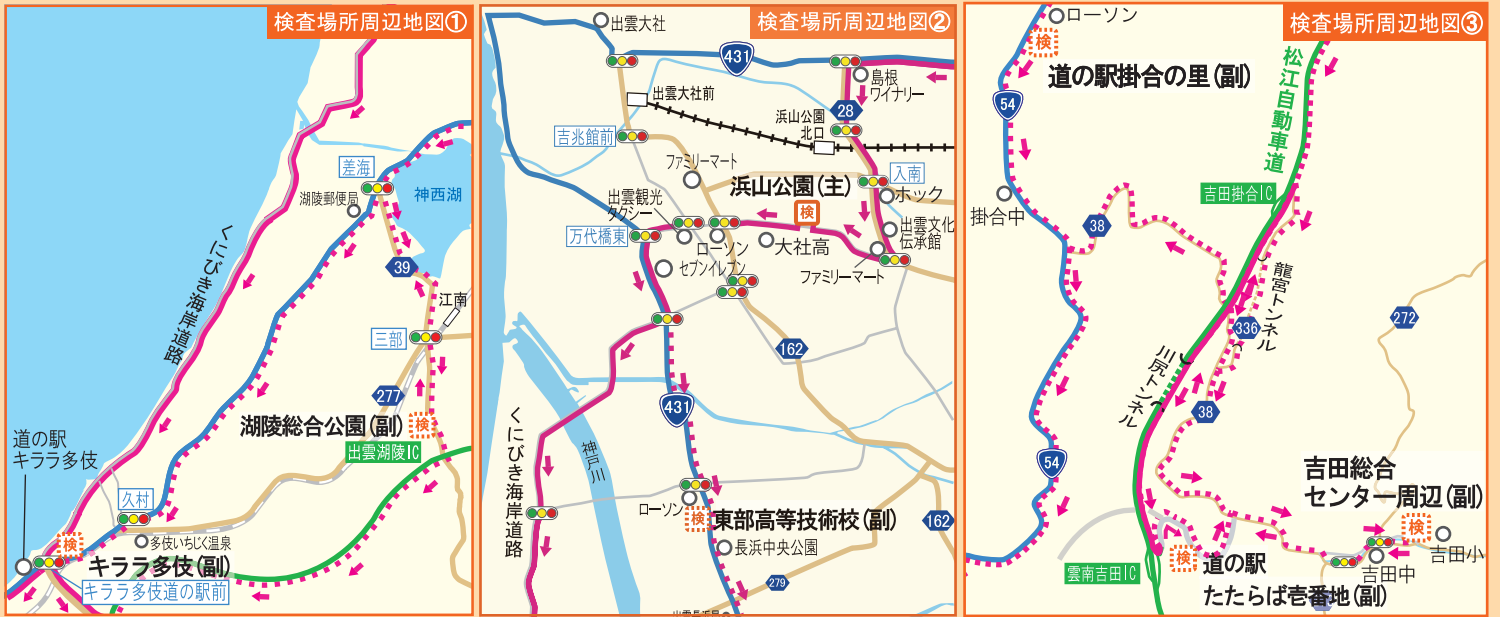 検査場所周辺地図①
差海
湖陵郵便局
神西湖
39
くにびき海岸道路
江南
三部
277
湖陵総合公園(副)
検
出雲湖陵IC
道の駅
キララ多伎
久村
検
多伎いちじく温泉
キララ多伎(副)
キララ多伎道の駅前
検査場所周辺地図②
出雲大社
431
島根
ワイナリー
出雲大社前
28
浜山公園
北口
吉兆館前
ファミリーマート
入南
浜山公園(主)
ホック
検
出雲観光
タクシー
出雲文化
伝承館
万代橋東
ローソン
大社高
セブンイレブン
ファミリーマート
162
431
くにびき海岸道路
神戸川
ローソン
検
東部高等技術校(副)
162
長浜中央公園
279
検査場所周辺地図③
ローソン
検
道の駅掛合の里(副)
松江自動車道
54
吉田掛合IC
掛合中
38
龍宮トンネル
336
272
川尻トンネル
38
54
吉田総合
センター周辺(副)
検
吉田小
検
道の駅
吉田中
雲南吉田IC
たたらば壱番地(副)